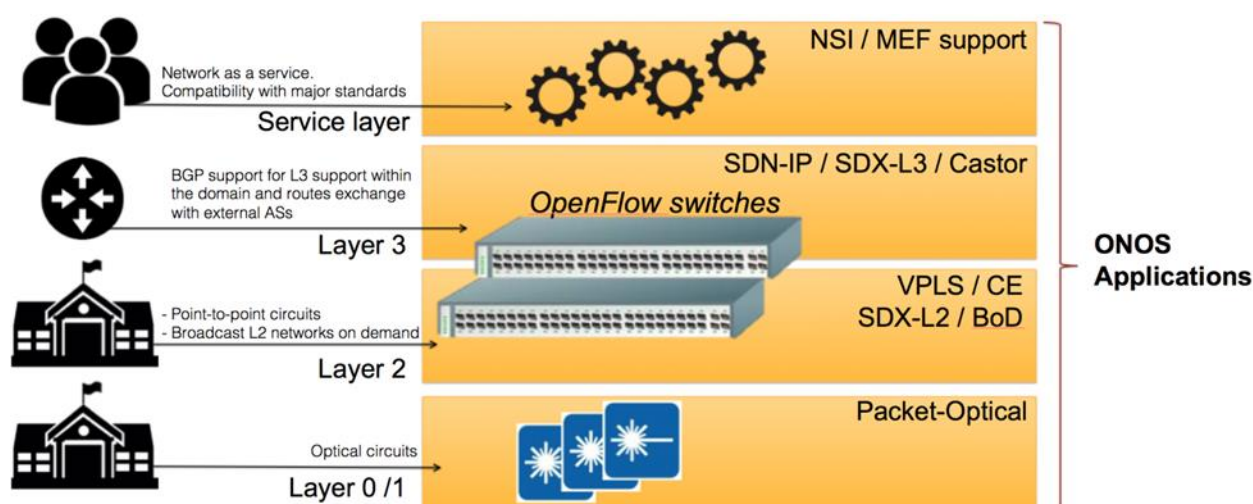 NSI / MEF support
Network as a service.
Compatibility with major standards
Service layer
SDN-IP / SDX-L3 / Castor
BGP support for L3 support within
the domain and routes exchange
with external ASs
OpenFlow switches
Layer 3
ONOS
Applications
VPLS / CE
SDX-L2 / BoD
- Point-to-point circuits
- Broadcast L2 networks on demand
Layer 2
Packet-Optical
Optical circuits
Layer 0 /1